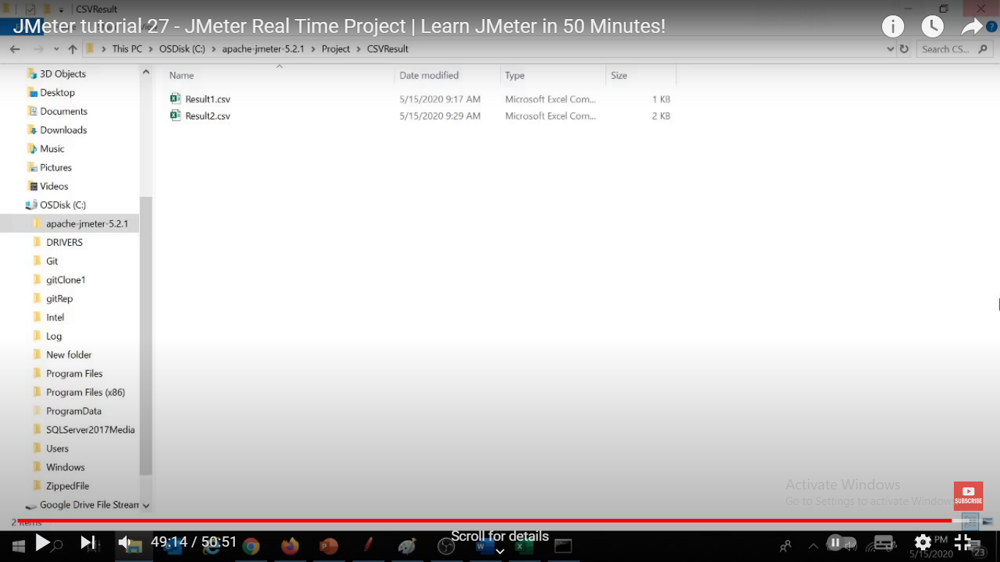 CSVResult
JMeter tutorial 27 - JMeter Real Time Project | Learn JMeter in 50 Minutes!
This PC > OSDisk (C:) > apache-jmeter-5.2.1 > Project > CSVResult
Search CS...
3D Objects
Desktop
Documents
Downloads
Music
Pictures
Videos
OSDisk (C:)
apache-jmeter-5.2.1
DRIVERS
Git
gitClone1
gitRep
Intel
Log
New folder
Program Files
Program Files (x86)
ProgramData
SQLServer2017Media
Users
Windows
ZippedFile
Google Drive File Stream
Name Date modified Type Size
Result1.csv 5/15/2020 9:17 AM Microsoft Excel Com... 1 KB
Result2.csv 5/15/2020 9:29 AM Microsoft Excel Com... 2 KB
Activate Windows
Go to Settings to activate Windows
SUBSCRIBE
2 items
49:14 / 50:51
Scroll for details
PM
5/15/2020
23